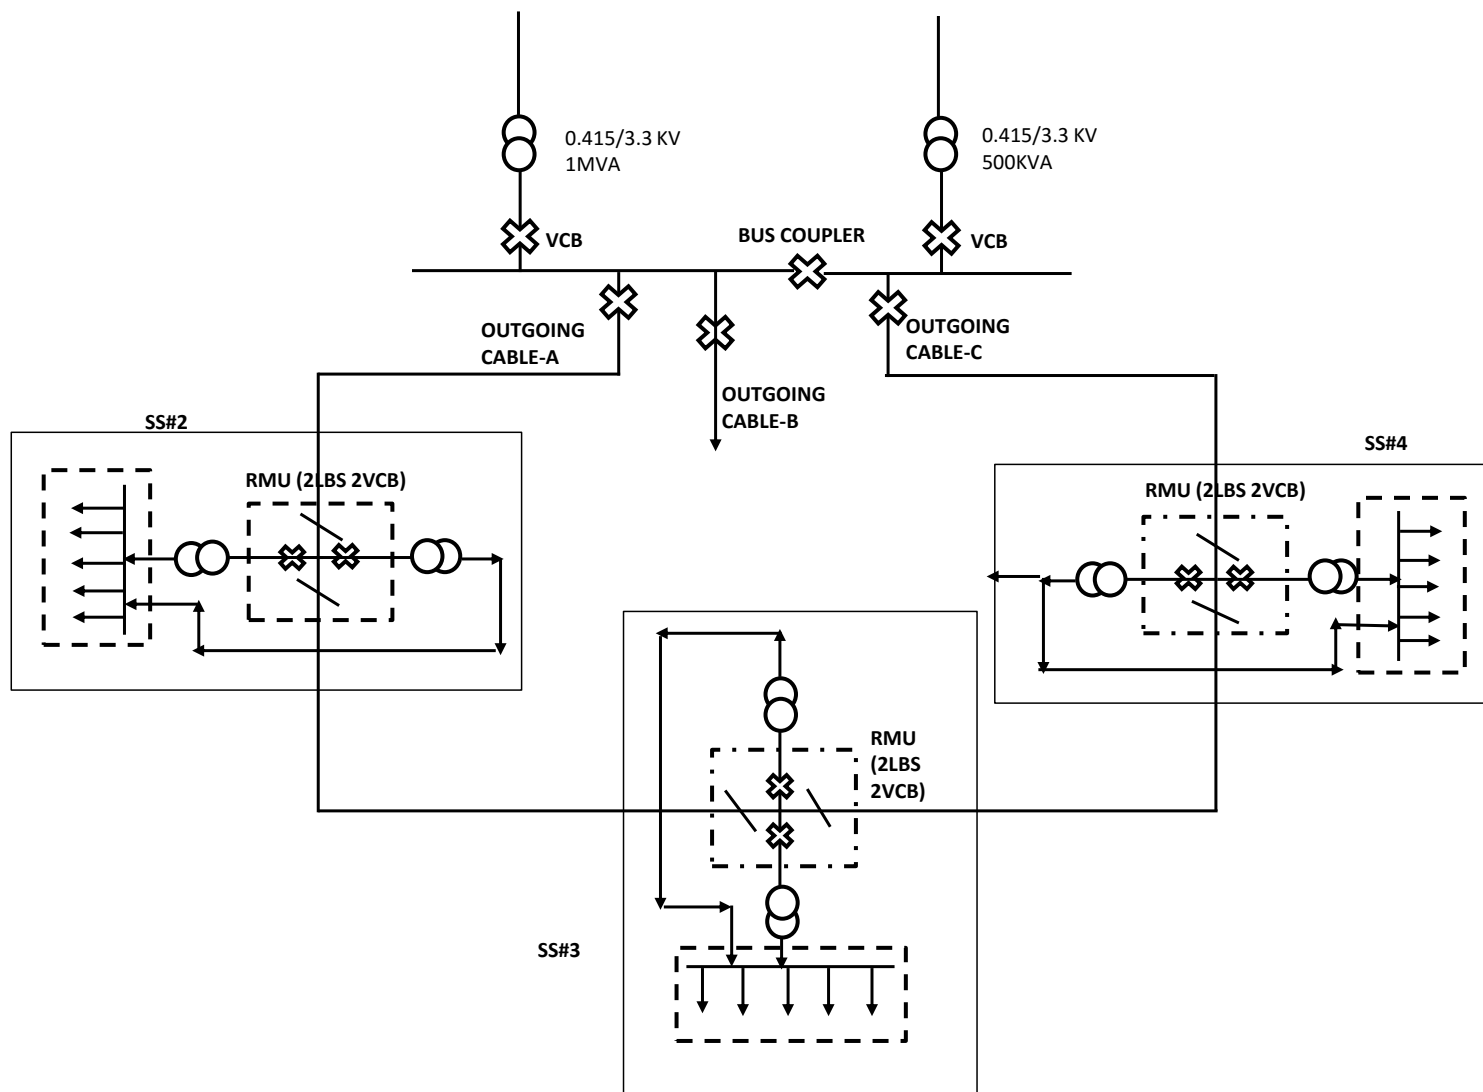 0.415/3.3 KV
1MVA
0.415/3.3 KV
500KVA
VCB
BUS COUPLER
VCB
OUTGOING
CABLE-A
OUTGOING
CABLE-C
OUTGOING
CABLE-B
SS#2
RMU (2LBS 2VCB)
SS#4
RMU (2LBS 2VCB)
RMU
(2LBS
2VCB)
SS#3